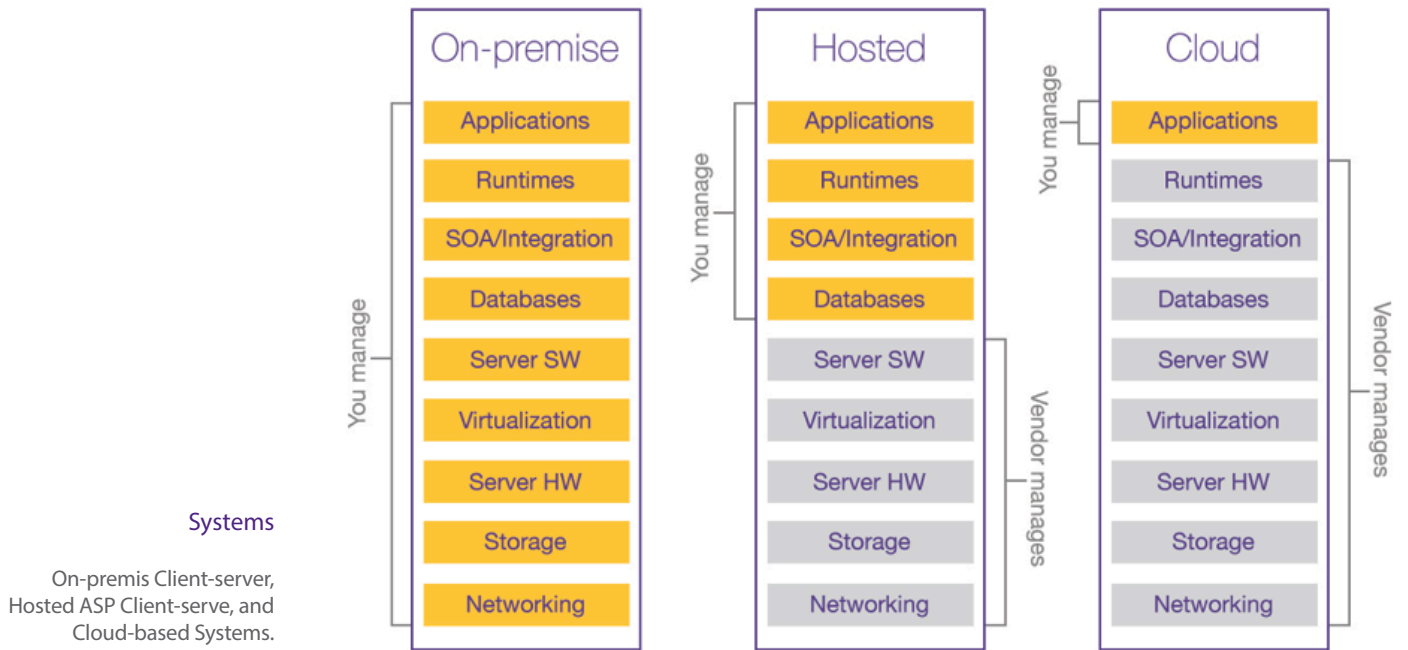 On-premise
Applications
Runtimes
SOA/Integration
Databases
Server SW
Virtualization
Server HW
Storage
Networking
You manage
Hosted
Applications
Runtimes
SOA/Integration
Databases
Server SW
Virtualization
Server HW
Storage
Networking
You manage
Vendor manages
Cloud
Applications
Runtimes
SOA/Integration
Databases
Server SW
Virtualization
Server HW
Storage
Networking
You manage
Vendor manages
Systems
On-premis Client-server,
Hosted ASP Client-serve, and
Cloud-based Systems.